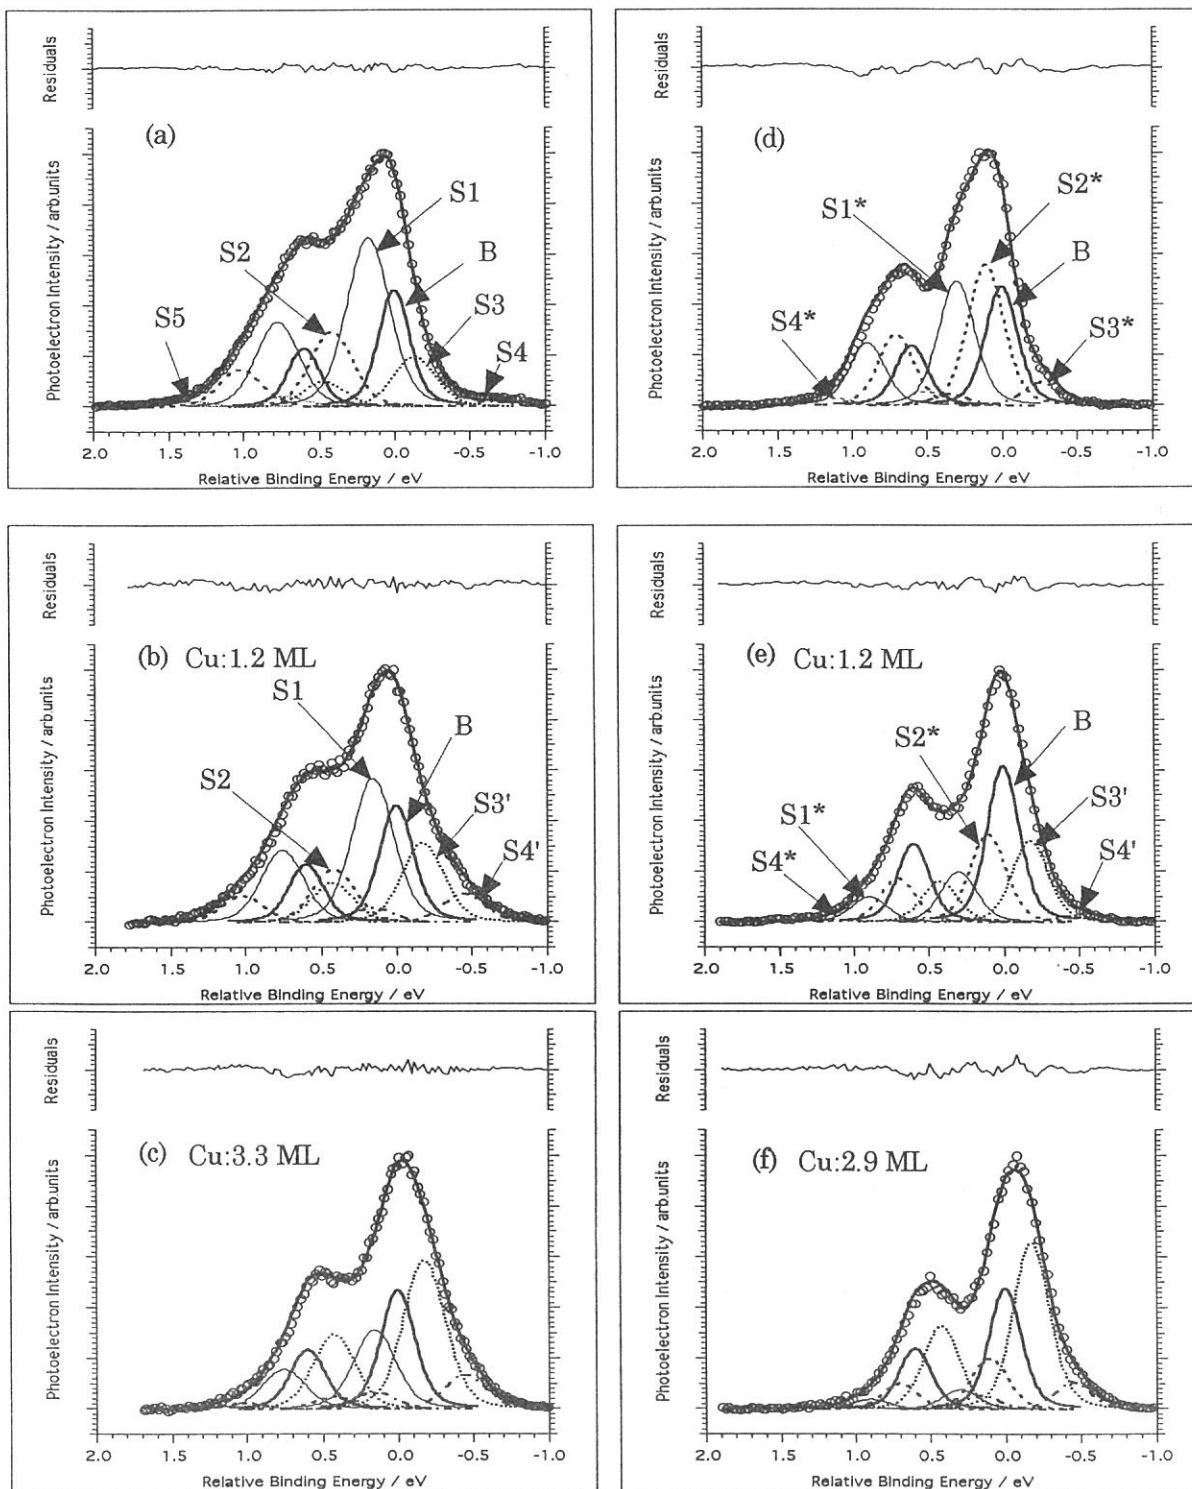 Residuals
Photoelectron Intensity / arb.units
(a)
S1
S2
B
S5
S3
S4
2.0 1.5 1.0 0.5 0.0 -0.5 -1.0
Relative Binding Energy / eV
Residuals
Photoelectron Intensity / arb.units
(d)
S2*
S1*
B
S4*
S3*
2.0 1.5 1.0 0.5 0.0 -0.5 -1.0
Relative Binding Energy / eV
Residuals
Photoelectron Intensity / arb.units
(b) Cu:1.2 ML
S1
B
S2
S3'
S4'
2.0 1.5 1.0 0.5 0.0 -0.5 -1.0
Relative Binding Energy / eV
Residuals
Photoelectron Intensity / arb.units
(e) Cu:1.2 ML
B
S2*
S3'
S1*
S4*
S4'
2.0 1.5 1.0 0.5 0.0 -0.5 -1.0
Relative Binding Energy / eV
Residuals
Photoelectron Intensity / arb.units
(c) Cu:3.3 ML
2.0 1.5 1.0 0.5 0.0 -0.5 -1.0
Relative Binding Energy / eV
Residuals
Photoelectron Intensity / arb.units
(f) Cu:2.9 ML
2.0 1.5 1.0 0.5 0.0 -0.5 -1.0
Relative Binding Energy / eV